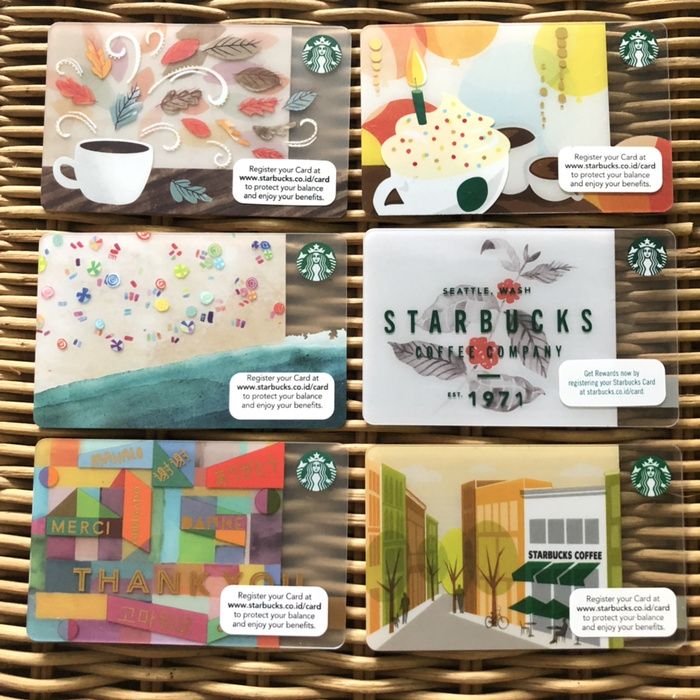 Register your Card at
www.starbucks.co.id/card
to protect your balance
and enjoy your benefits.
Register your Card at
www.starbucks.co.id/card
to protect your balance
and enjoy your benefits.
Register your Card at
www.starbucks.co.id/card
to protect your balance
and enjoy your benefits.
SEATTLE, WASH
STARBUCKS
COFFEE COMPANY
EST. 1971
Get Rewards now by
registering your Starbucks Card
at starbucks.co.id/card.
谢谢
MERCI
DANKE
THANK YOU
Register your Card at
www.starbucks.co.id/card
to protect your balance
and enjoy your benefits.
STARBUCKS COFFEE
Register your Card at
www.starbucks.co.id/card
to protect your balance
and enjoy your benefits.